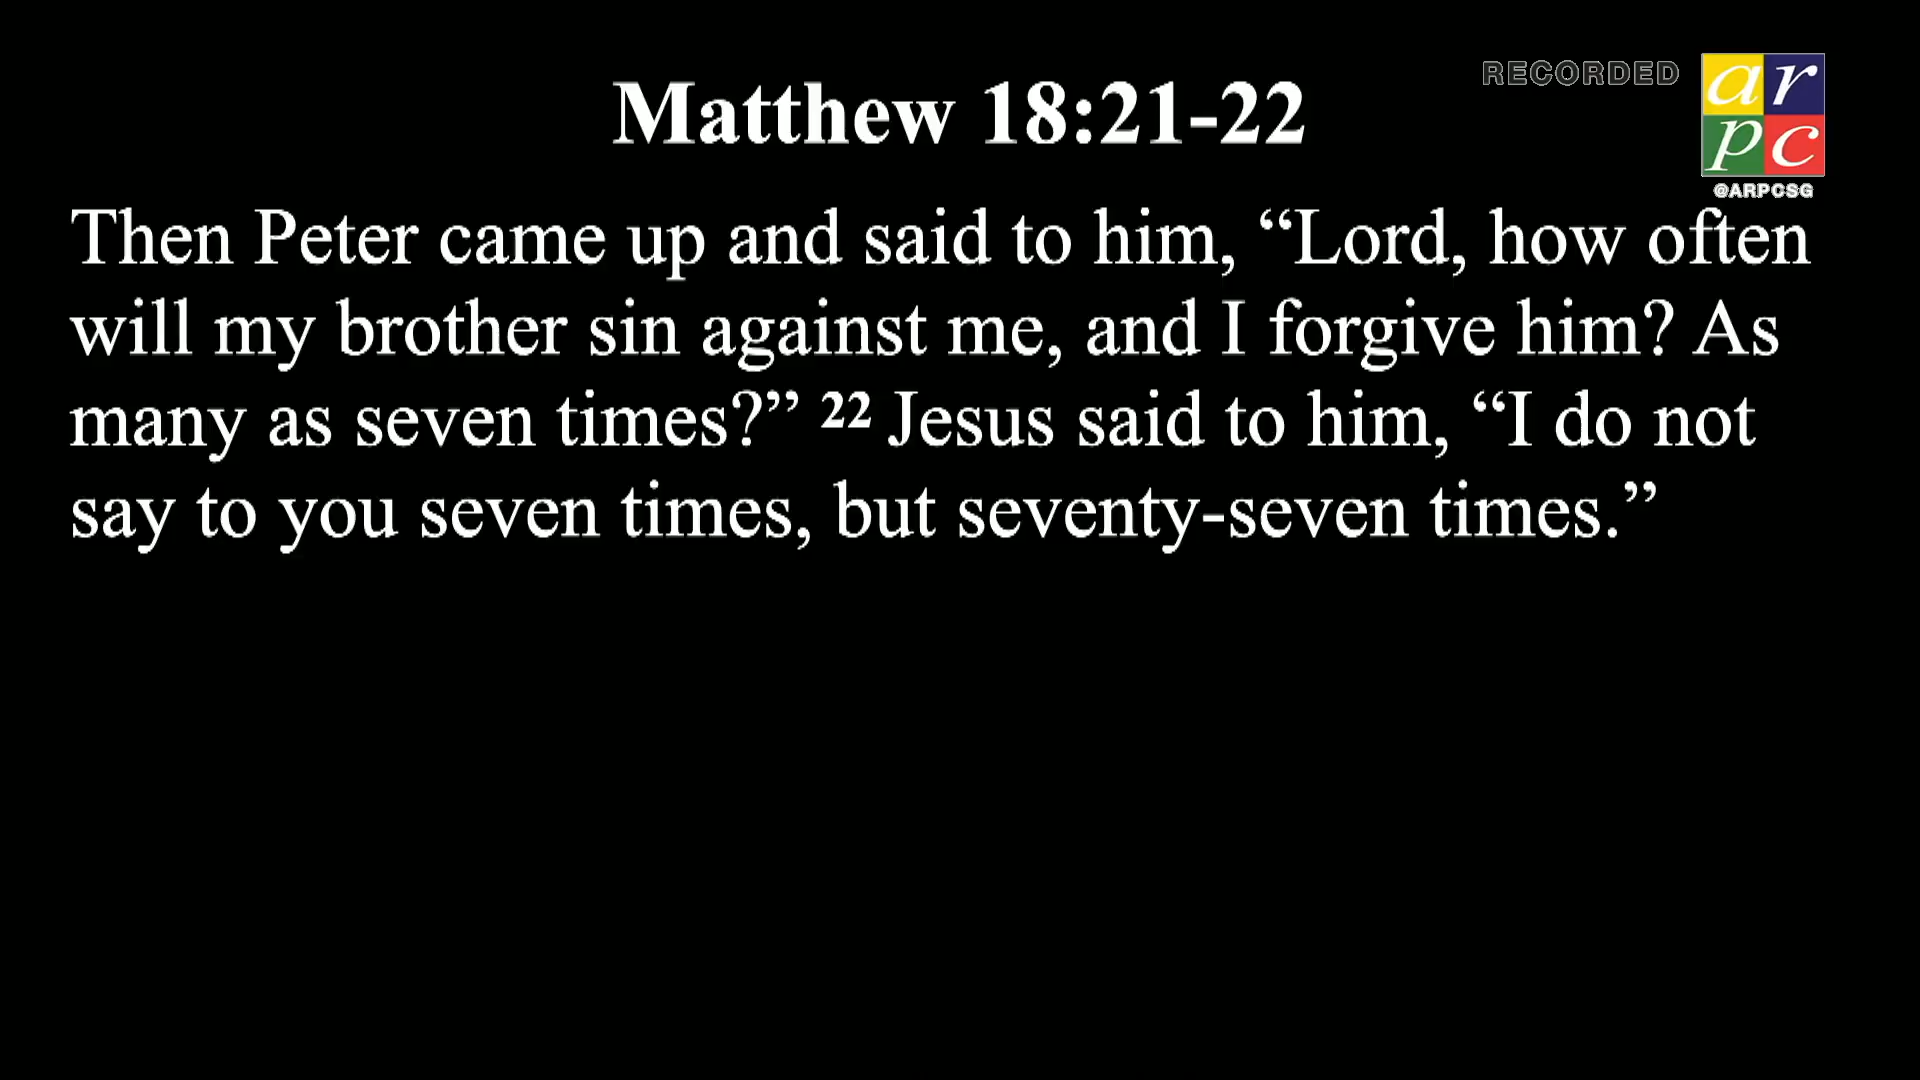 RECORDED
Matthew 18:21-22
ar
pc
@ARPCSG
Then Peter came up and said to him, “Lord, how often
will my brother sin against me, and I forgive him? As
many as seven times?” 22 Jesus said to him, “I do not
say to you seven times, but seventy-seven times.”